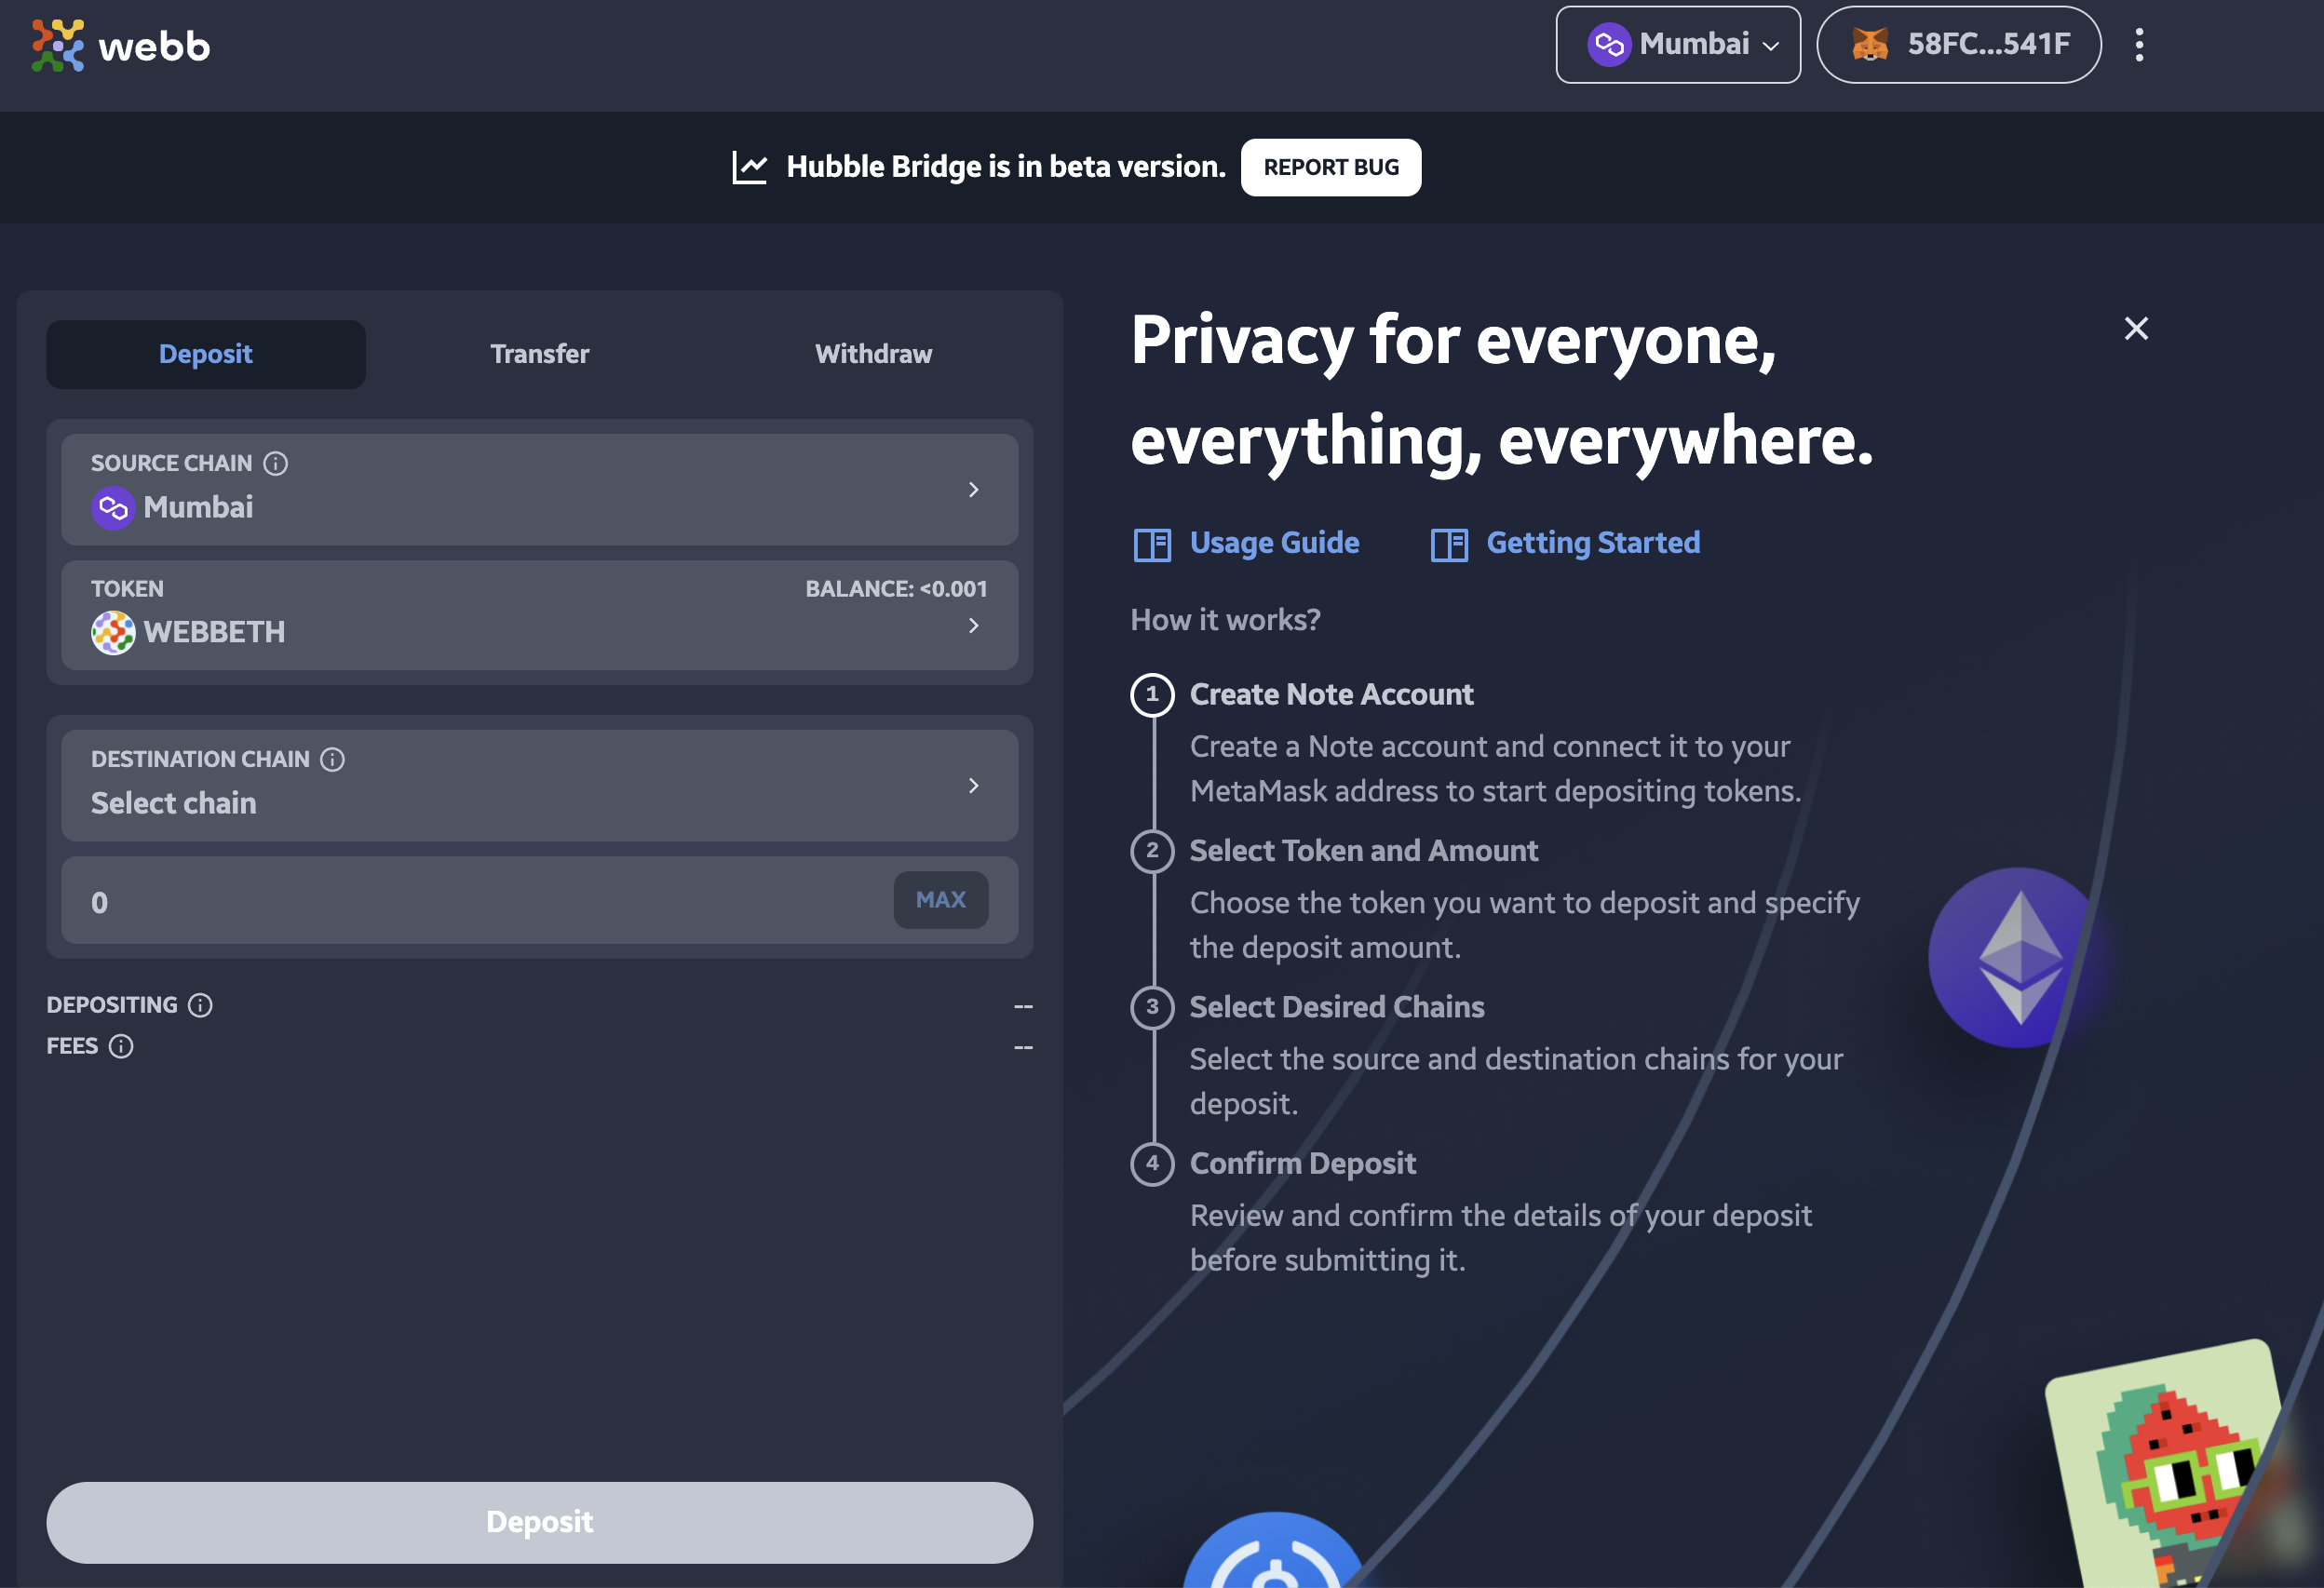 webb
Mumbai
58FC...541F
Hubble Bridge is in beta version.
REPORT BUG
Deposit
Transfer
Withdraw
SOURCE CHAIN
Mumbai
TOKEN
BALANCE: <0.001
WEBBETH
DESTINATION CHAIN
Select chain
0
MAX
DEPOSITING
--
FEES
--
Deposit
Privacy for everyone,
everything, everywhere.
Usage Guide
Getting Started
How it works?
1
Create Note Account
Create a Note account and connect it to your
MetaMask address to start depositing tokens.
2
Select Token and Amount
Choose the token you want to deposit and specify
the deposit amount.
3
Select Desired Chains
Select the source and destination chains for your
deposit.
4
Confirm Deposit
Review and confirm the details of your deposit
before submitting it.